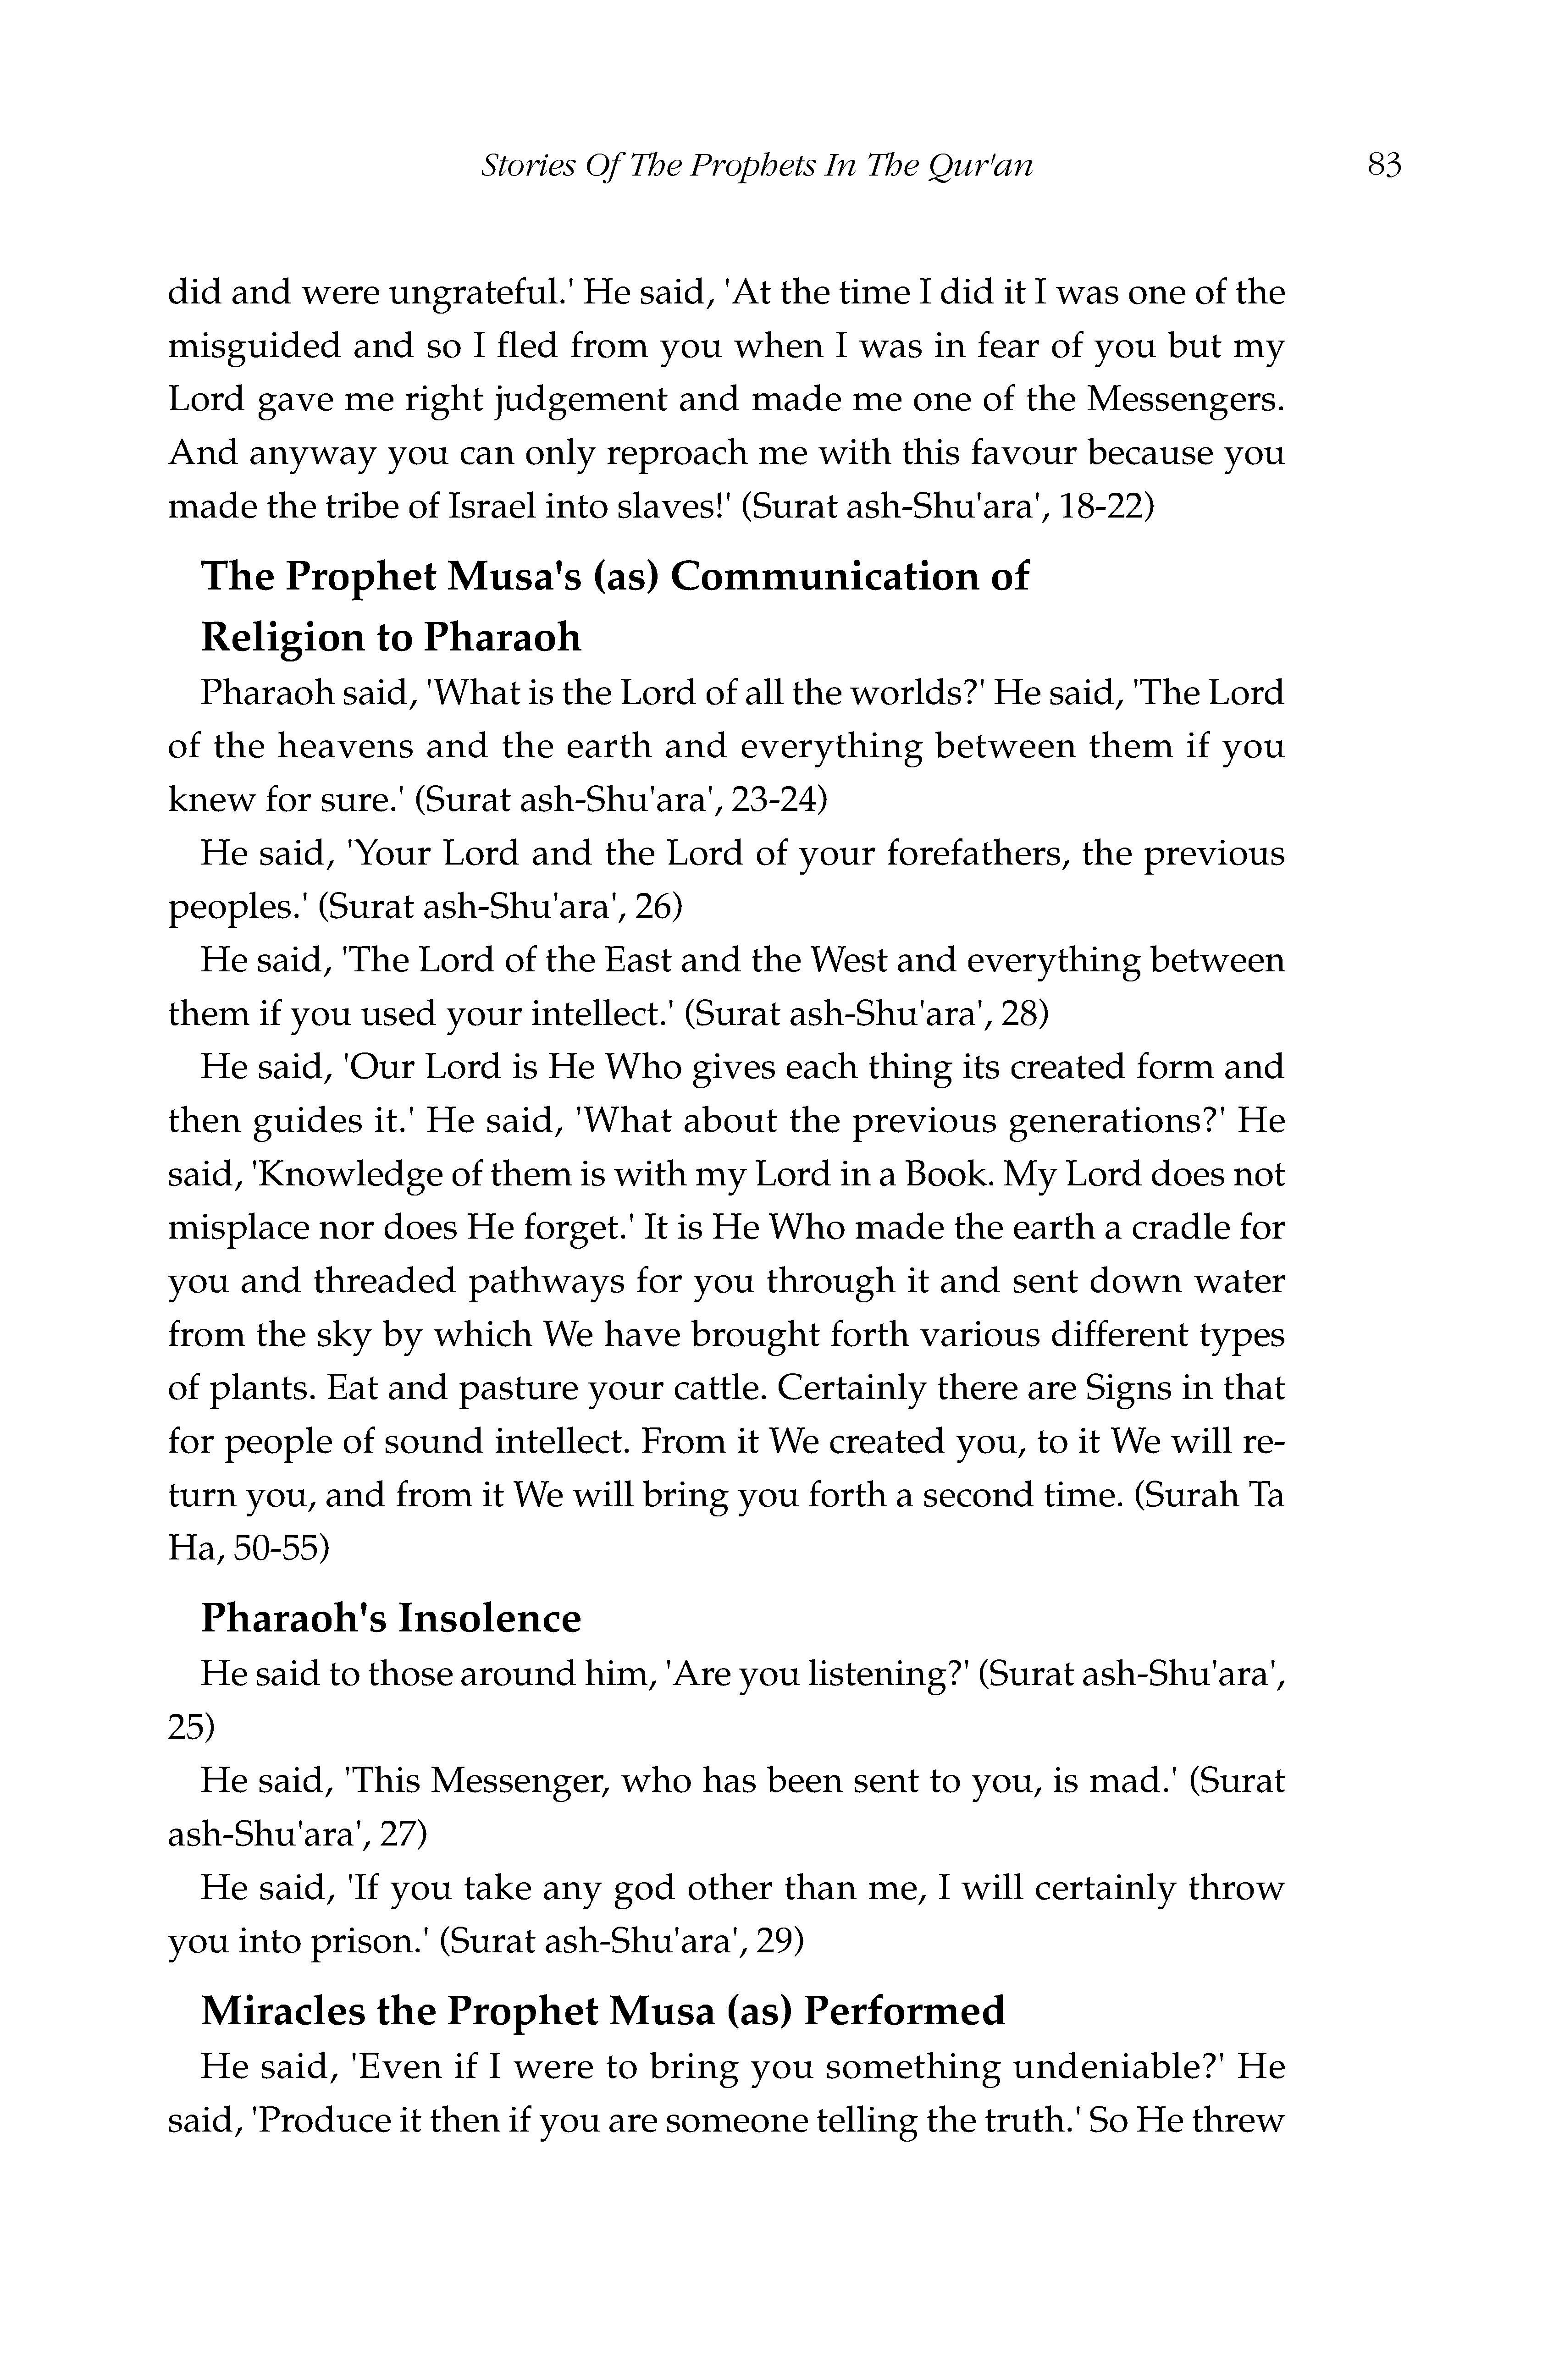 Stories Of The Prophets In The Qur'an 83
did and were ungrateful.' He said, 'At the time I did it I was one of the
misguided and so I fled from you when I was in fear of you but my
Lord gave me right judgement and made me one of the Messengers.
And anyway you can only reproach me with this favour because you
made the tribe of Israel into slaves!' (Surat ash-Shu'ara', 18-22)
The Prophet Musa's (as) Communication of
Religion to Pharaoh
Pharaoh said, 'What is the Lord of all the worlds?' He said, 'The Lord
of the heavens and the earth and everything between them if you
knew for sure.' (Surat ash-Shu'ara', 23-24)
He said, 'Your Lord and the Lord of your forefathers, the previous
peoples.' (Surat ash-Shu'ara', 26)
He said, 'The Lord of the East and the West and everything between
them if you used your intellect.' (Surat ash-Shu'ara', 28)
He said, 'Our Lord is He Who gives each thing its created form and
then guides it.' He said, 'What about the previous generations?' He
said, 'Knowledge of them is with my Lord in a Book. My Lord does not
misplace nor does He forget.' It is He Who made the earth a cradle for
you and threaded pathways for you through it and sent down water
from the sky by which We have brought forth various different types
of plants. Eat and pasture your cattle. Certainly there are Signs in that
for people of sound intellect. From it We created you, to it We will re-
turn you, and from it We will bring you forth a second time. (Surah Ta
Ha, 50-55)
Pharaoh's Insolence
He said to those around him, 'Are you listening?' (Surat ash-Shu'ara',
25)
He said, 'This Messenger, who has been sent to you, is mad.' (Surat
ash-Shu'ara', 27)
He said, 'If you take any god other than me, I will certainly throw
you into prison.' (Surat ash-Shu'ara', 29)
Miracles the Prophet Musa (as) Performed
He said, 'Even if I were to bring you something undeniable?' He
said, 'Produce it then if you are someone telling the truth.' So He threw